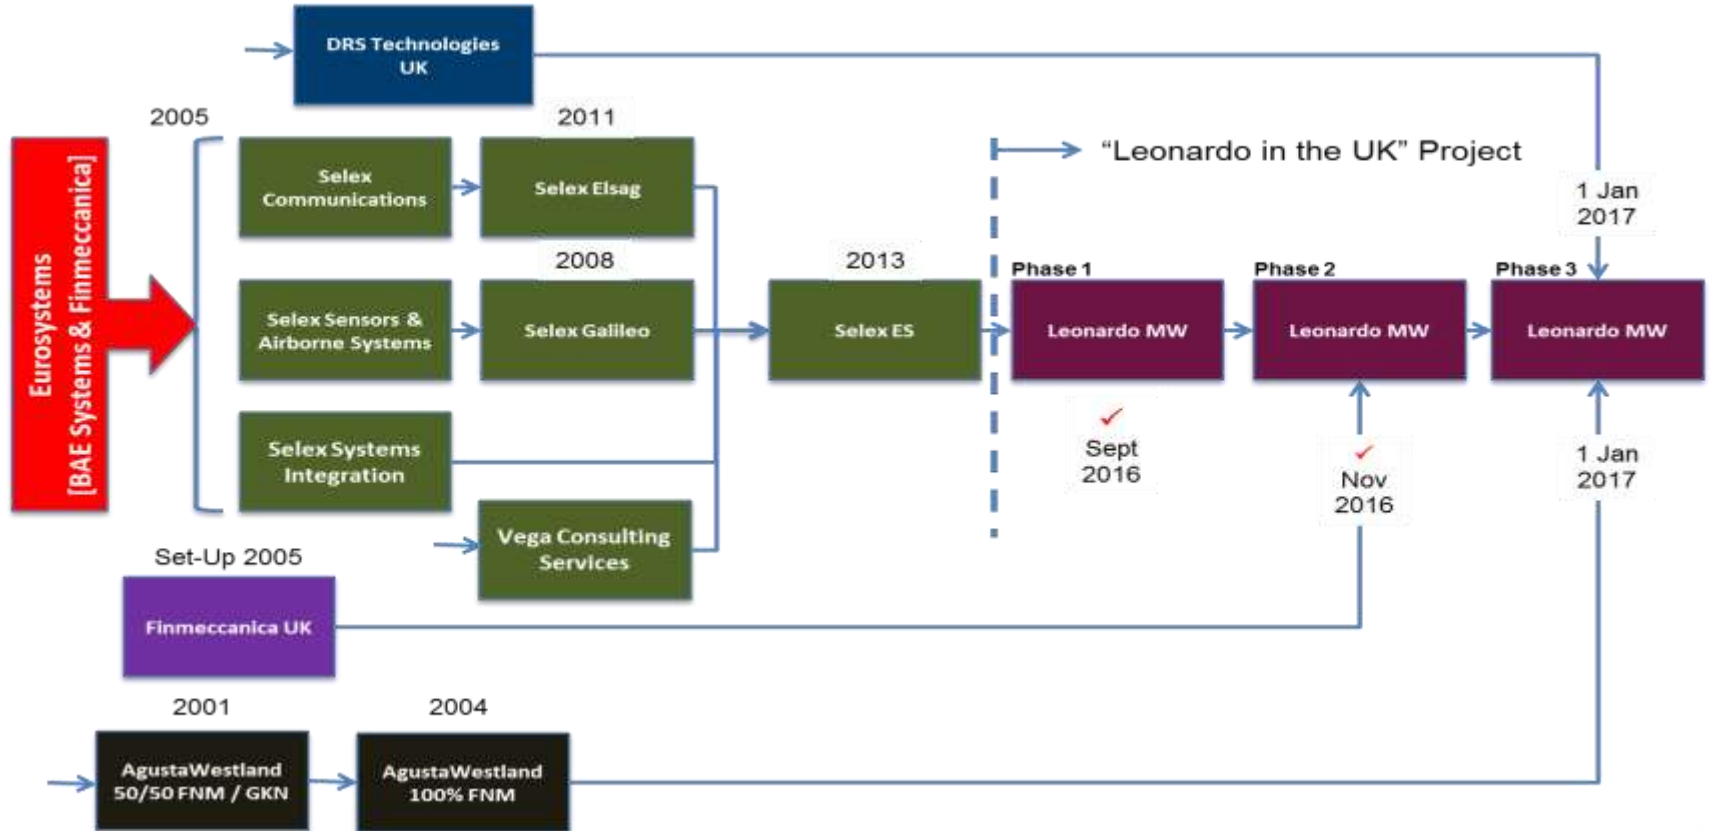 DRS Technologies
UK
2005
2011
Eurosystems
[BAE Systems & Finmeccanica]
Selex
Communications
Selex Elsag
"Leonardo in the UK" Project
1 Jan
2017
2008
2013
Phase 1
Phase 2
Phase 3
Selex Sensors &
Airborne Systems
Selex Galileo
Selex ES
Leonardo MW
Leonardo MW
Leonardo MW
Selex Systems
Integration
Sept
2016
Nov
2016
1 Jan
2017
Vega Consulting
Services
Set-Up 2005
Finmeccanica UK
2001
2004
AgustaWestland
50/50 FNM / GKN
AgustaWestland
100% FNM